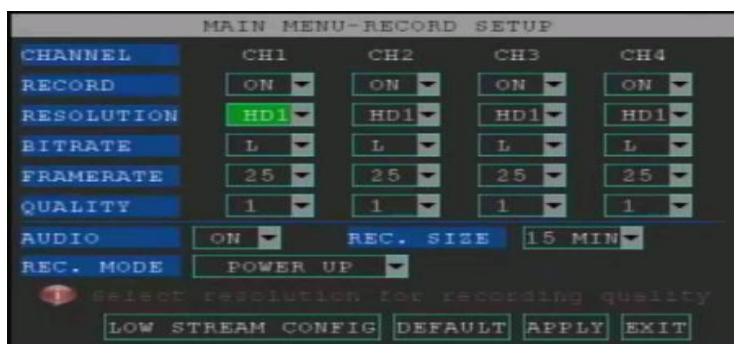 MAIN MENU-RECORD SETUP
CHANNEL CH1 CH2 CH3 CH4
RECORD ON ON ON ON
RESOLUTION HD1 HD1 HD1 HD1
BITRATE L L L L
FRAMERATE 25 25 25 25
QUALITY 1 1 1 1
AUDIO ON REC. SIZE 15 MIN
REC. MODE POWER UP
Select resolution for recording quality
LOW STREAM CONFIG DEFAULT APPLY EXIT